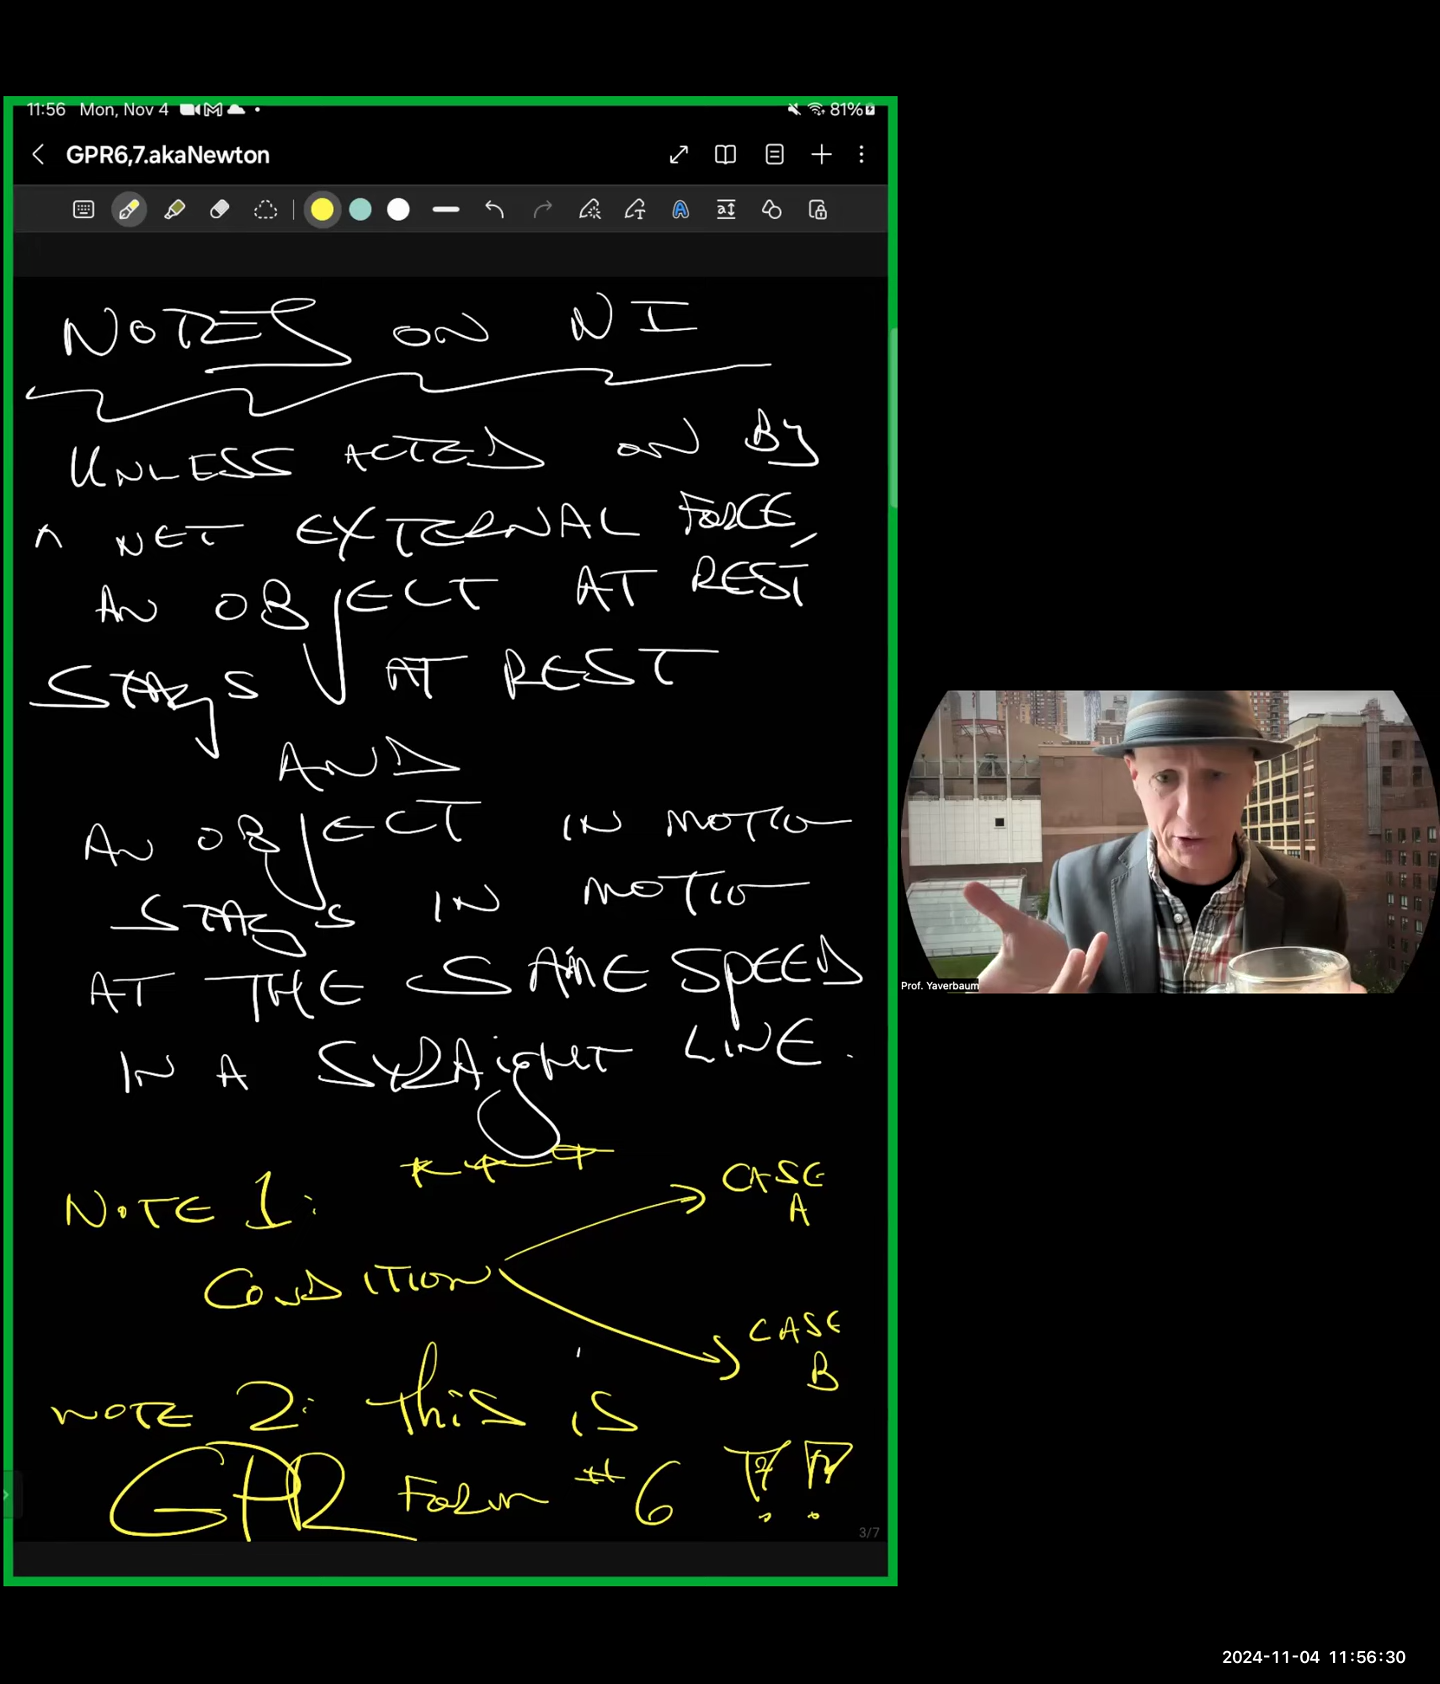 11:56 Mon, Nov 4
81%
GPR6,7.akaNewton
NOTES ON N I
UNLESS ACTED ON BY
A NET EXTERNAL FORCE,
AN OBJECT AT REST
STAYS AT REST
AND
AN OBJECT IN MOTION
STAYS IN MOTION
AT THE SAME SPEED
IN A STRAIGHT LINE.
NOTE 1:
CASE A
CONDITION
CASE B
NOTE 2: This is
GPR FORM #6 !!
3/7
Prof. Yaverbaum
2024-11-04 11:56:30